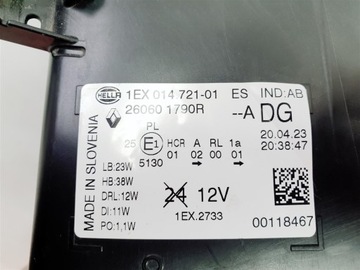 HELLA 1EX 014 721-01 ES IND:AB
26060 1790R --A DG
MADE IN SLOVENIA
PL
25 E1 HCR A RL 1a
5130 01 02 00 01
20.04.23
20:38:47
LB:23W
HB:38W
DRL:12W
DI:11W
PO:1,1W
24 12V
1EX.2733
00118467